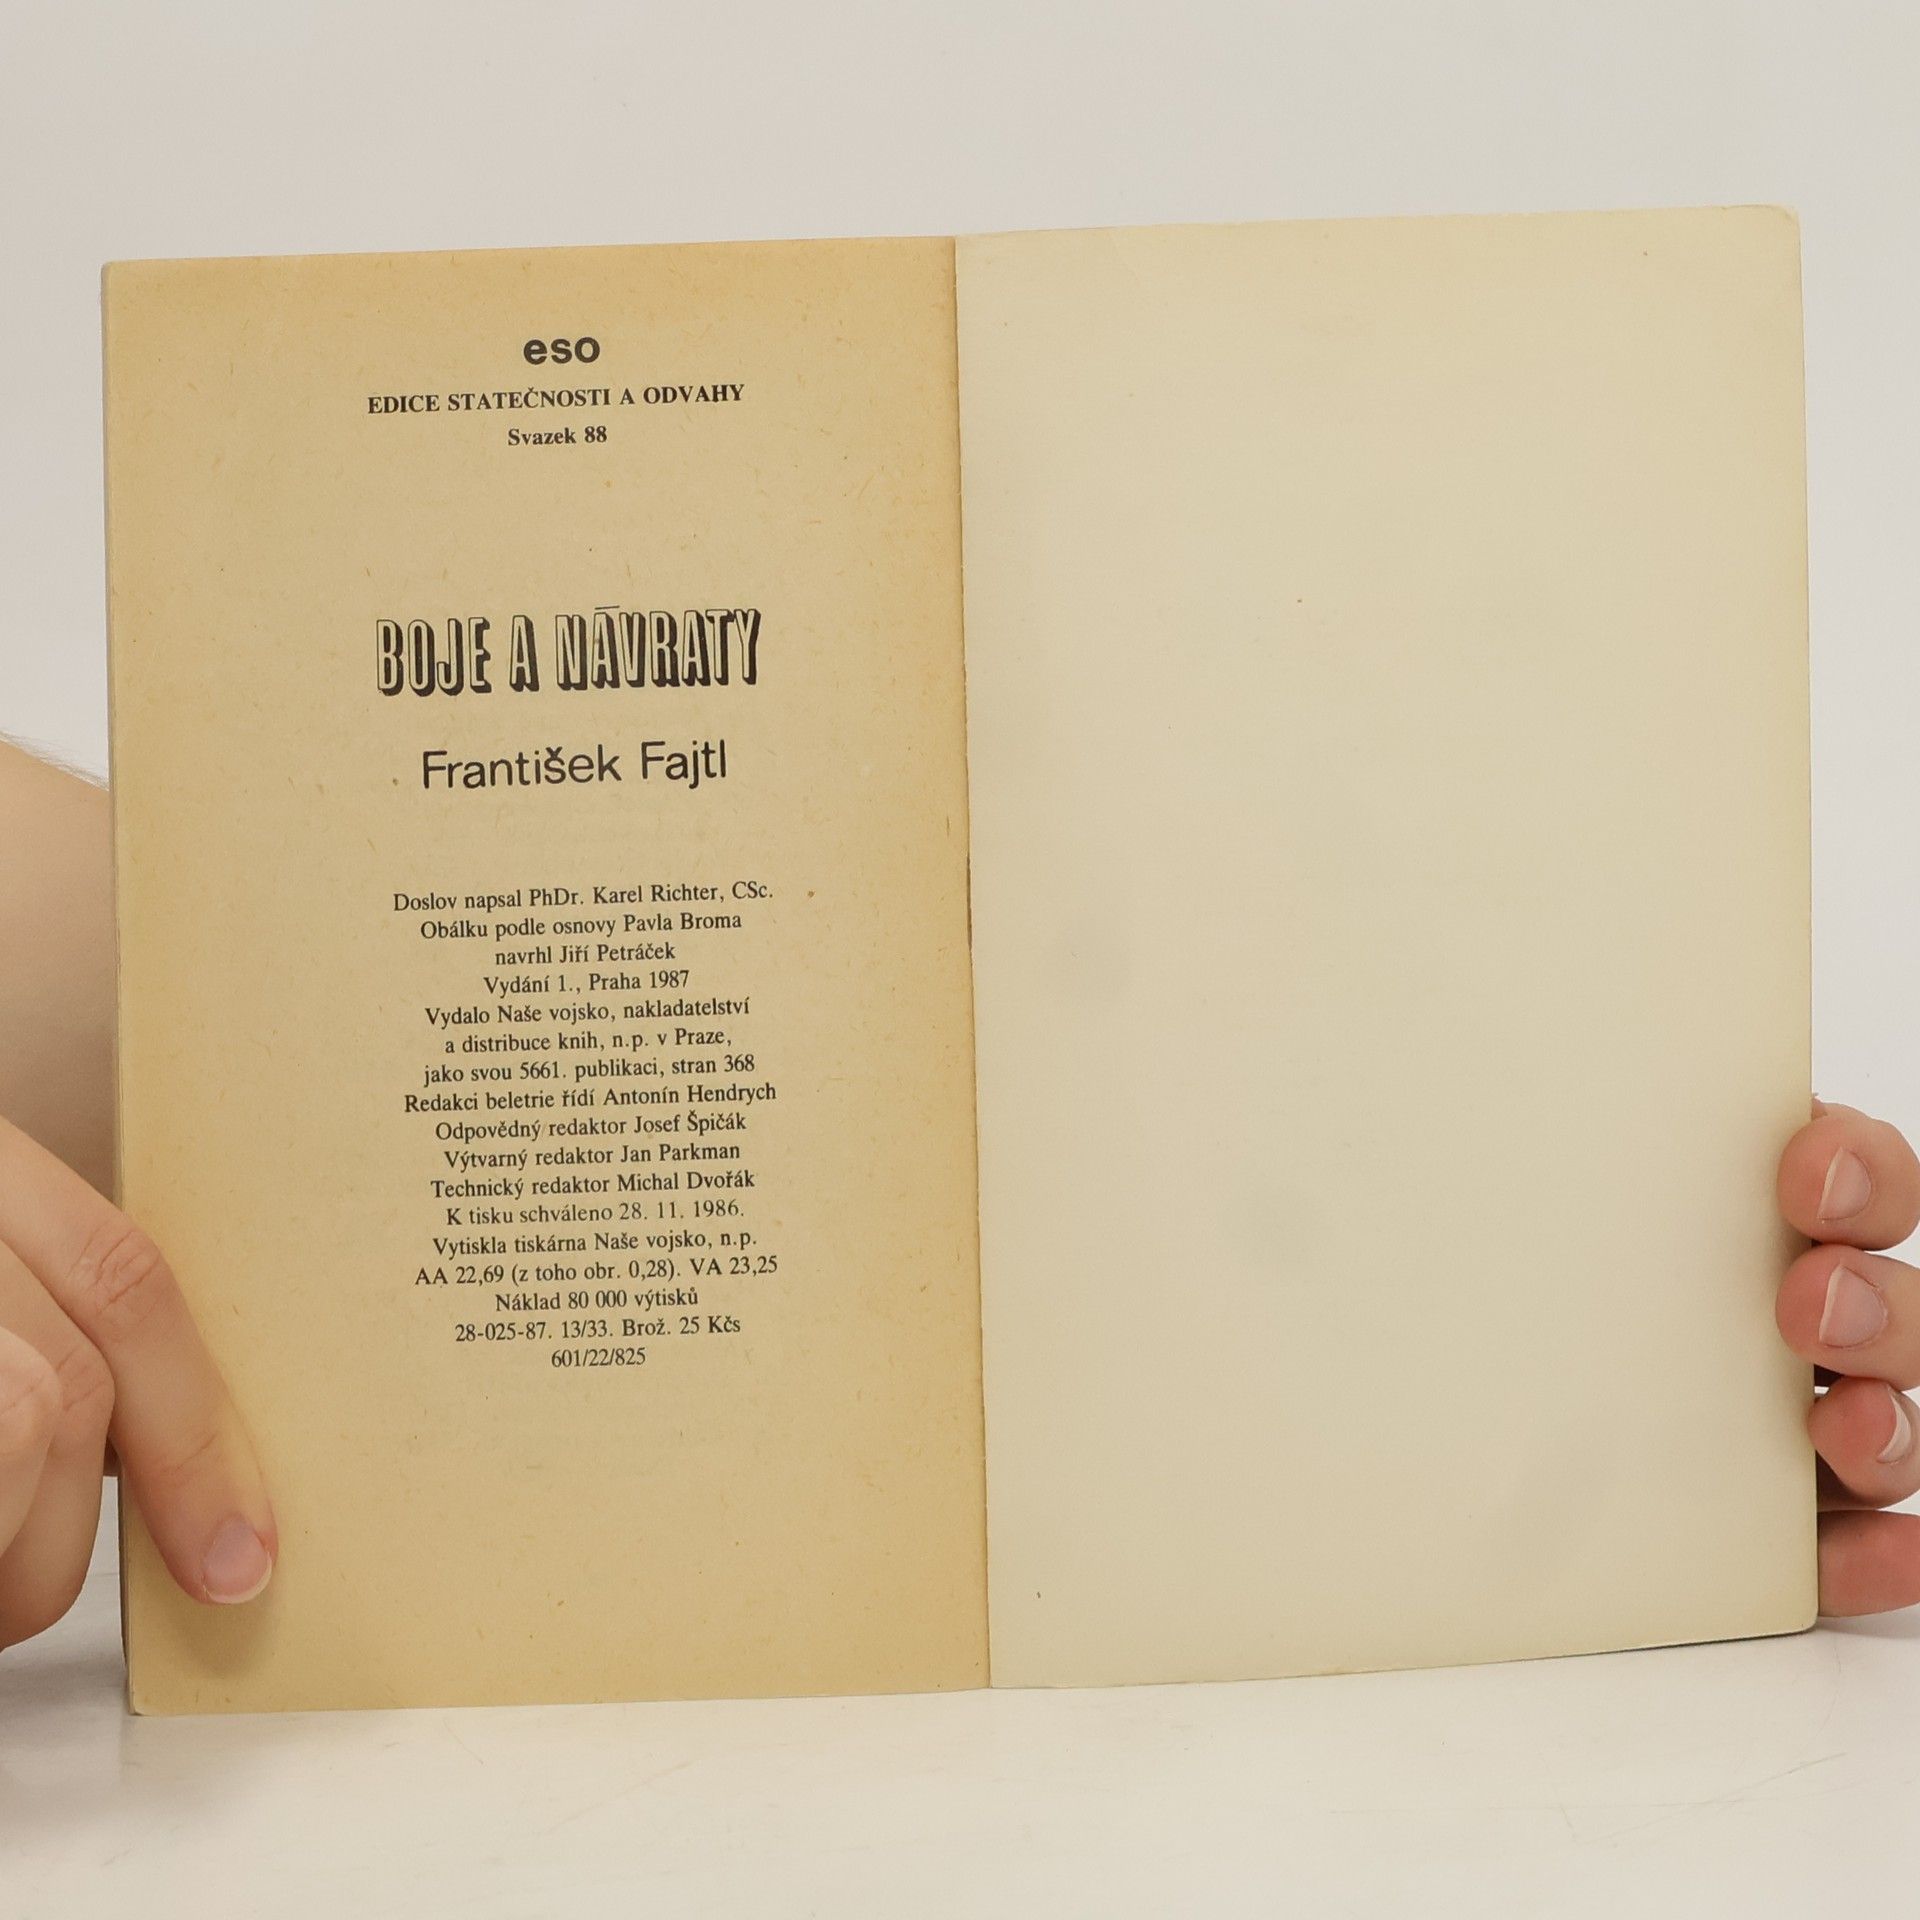 eso
EDICE STATEČNOSTI A ODVAHY
Svazek 88
BOJE A NÁVRATY
František Fajtl
Doslov napsal PhDr. Karel Richter, CSc.
Obálku podle osnovy Pavla Broma
navrhl Jiří Petráček
Vydání 1., Praha 1987
Vydalo Naše vojsko, nakladatelství
a distribuce knih, n.p. v Praze,
jako svou 5661. publikaci, stran 368
Redakci beletrie řídí Antonín Hendrych
Odpovědný redaktor Josef Špičák
Výtvarný redaktor Jan Parkman
Technický redaktor Michal Dvořák
K tisku schváleno 28. 11. 1986.
Vytiskla tiskárna Naše vojsko, n.p.
AA 22,69 (z toho obr. 0,28). VA 23,25
Náklad 80 000 výtisků
28-025-87. 13/33. Brož. 25 Kčs
601/22/825